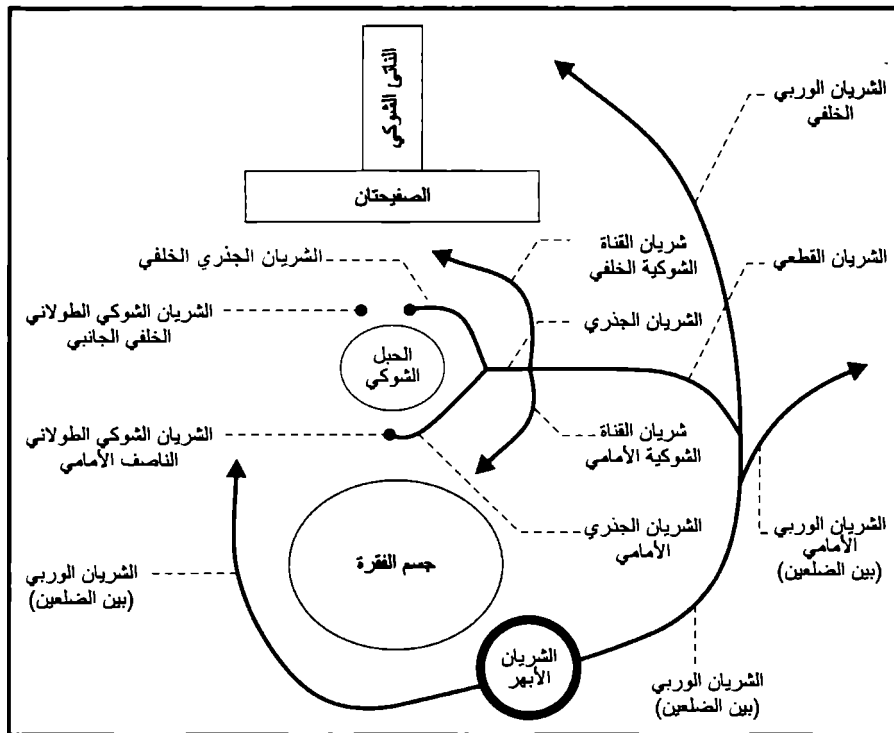 الناتئ الشوكي
الصفيحتان
الشريان الوربي
الخلفي
شريان القناة
الشوكية الخلفي
الشريان القطعي
الشريان الجذري الخلفي
الشريان الجذري
الشريان الشوكي الطولاني
الخلفي الجانبي
الحبل
الشوكي
شريان القناة
الشوكية الأمامي
الشريان الشوكي الطولاني
الناصف الأمامي
الشريان الوربي
الأمامي
(بين الضلعين)
الشريان الجذري
الأمامي
جسم الفقرة
الشريان الوربي
(بين الضلعين)
الشريان
الأبهر
الشريان الوربي
(بين الضلعين)